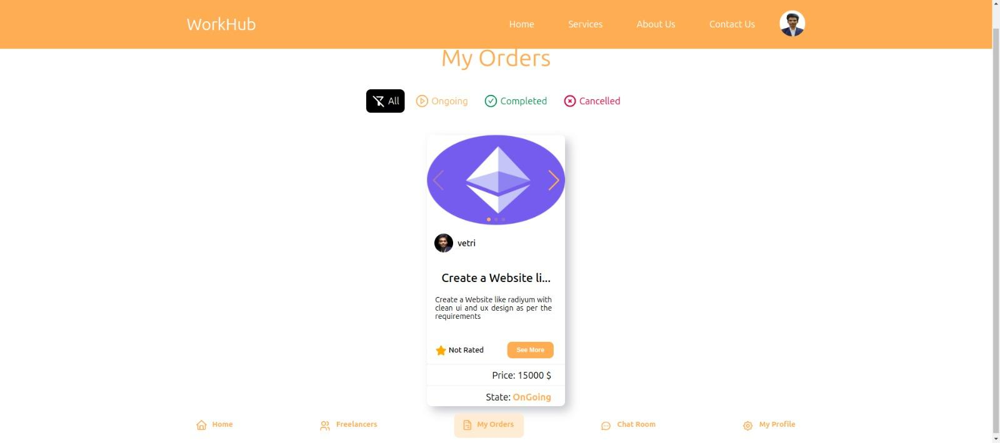 WorkHub
Home
Services
About Us
Contact Us
My Orders
All
Ongoing
Completed
Cancelled
vetri
Create a Website li...
Create a Website like radiyum with
clean ui and ux design as per the
requirements
Not Rated
See More
Price: 15000 $
State: OnGoing
Home
Freelancers
My Orders
Chat Room
My Profile